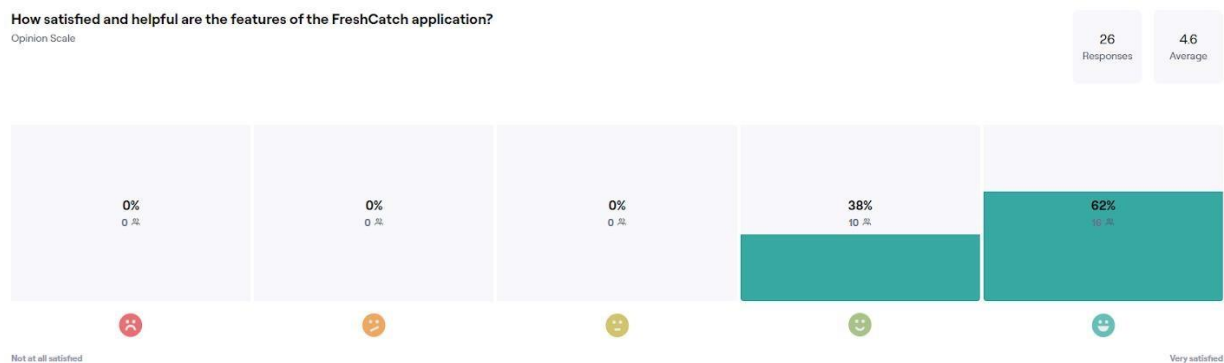 How satisfied and helpful are the features of the FreshCatch application?
Opinion Scale
26
Responses
4.6
Average
0%
0
0%
0
0%
0
38%
10
62%
16
Not at all satisfied
Very satisfied